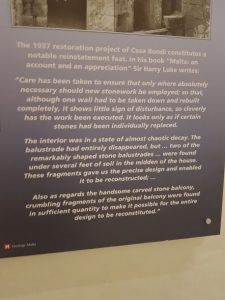 The 1937 restoration project of Casa Bondi constitutes a
notable reinstatement feat. In his book "Malta: an
account and an appreciation" Sir Harry Luke writes:
"Care has been taken to ensure that only where absolutely
necessary should new stonework be employed; so that,
although one wall had to be taken down and rebuilt
completely, it shows little sign of disturbance, so cleverly
has the work been executed. It looks only as if certain
stones had been individually replaced.
The interior was in a state of almost chaotic decay. The
balustrade had entirely disappeared, but ... two of the
remarkably shaped stone balustrades ... were found
under several feet of soil in the midden of the house.
These fragments gave us the precise design and enabled
it to be reconstructed; ...
Also as regards the handsome carved stone balcony,
crumbling fragments of the original balcony were found
in sufficient quantity to make it possible for the entire
design to be reconstituted."
Heritage Malta